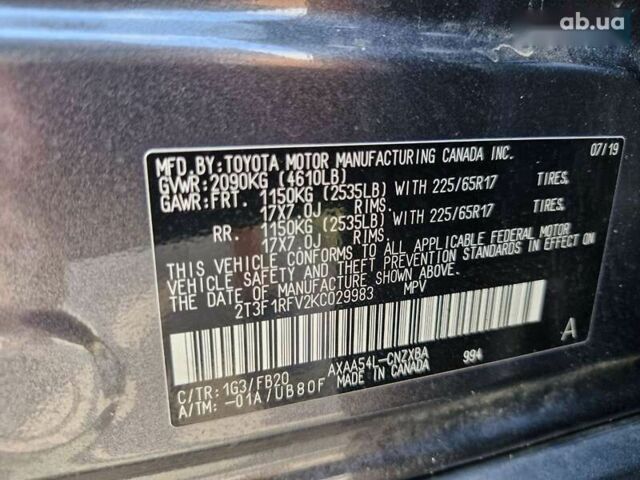 ab.ua
MFD.BY:TOYOTA MOTOR MANUFACTURING CANADA INC. 07/19
GVWR:2090KG (4610LB)
GAWR:FRT. 1150KG (2535LB) WITH 225/65R17 TIRES.
17X7.0J RIMS.
RR. 1150KG (2535LB) WITH 225/65R17 TIRES.
17X7.0J RIMS.
THIS VEHICLE CONFORMS TO ALL APPLICABLE FEDERAL MOTOR
VEHICLE SAFETY AND THEFT PREVENTION STANDARDS IN EFFECT ON
THE DATE OF MANUFACTURE SHOWN ABOVE.
2T3F1RFV2KC029983 MPV
A
C/TR: 1G3/FB20 AXAA54L-CNZXBA 994
A/TM: -01A/UB80F MADE IN CANADA